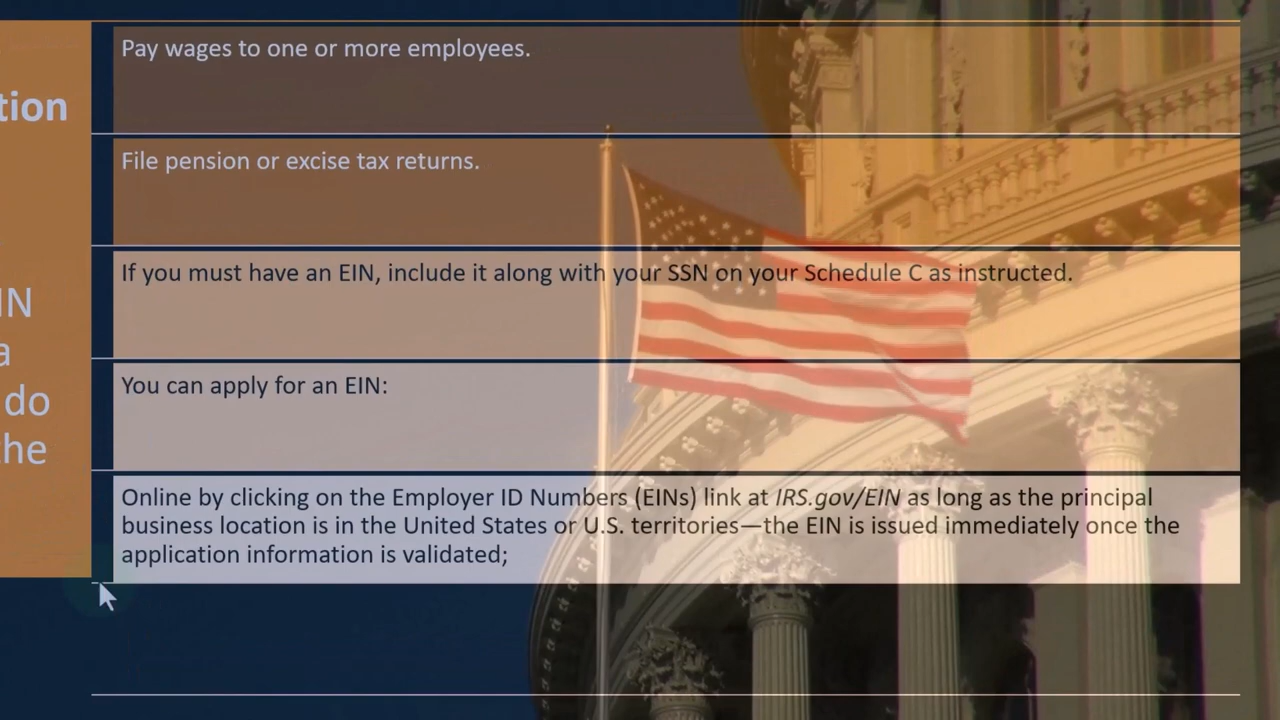 tion
IN
a
do
the
Pay wages to one or more employees.
File pension or excise tax returns.
If you must have an EIN, include it along with your SSN on your Schedule C as instructed.
You can apply for an EIN:
Online by clicking on the Employer ID Numbers (EINs) link at IRS.gov/EIN as long as the principal
business location is in the United States or U.S. territories—the EIN is issued immediately once the
application information is validated;